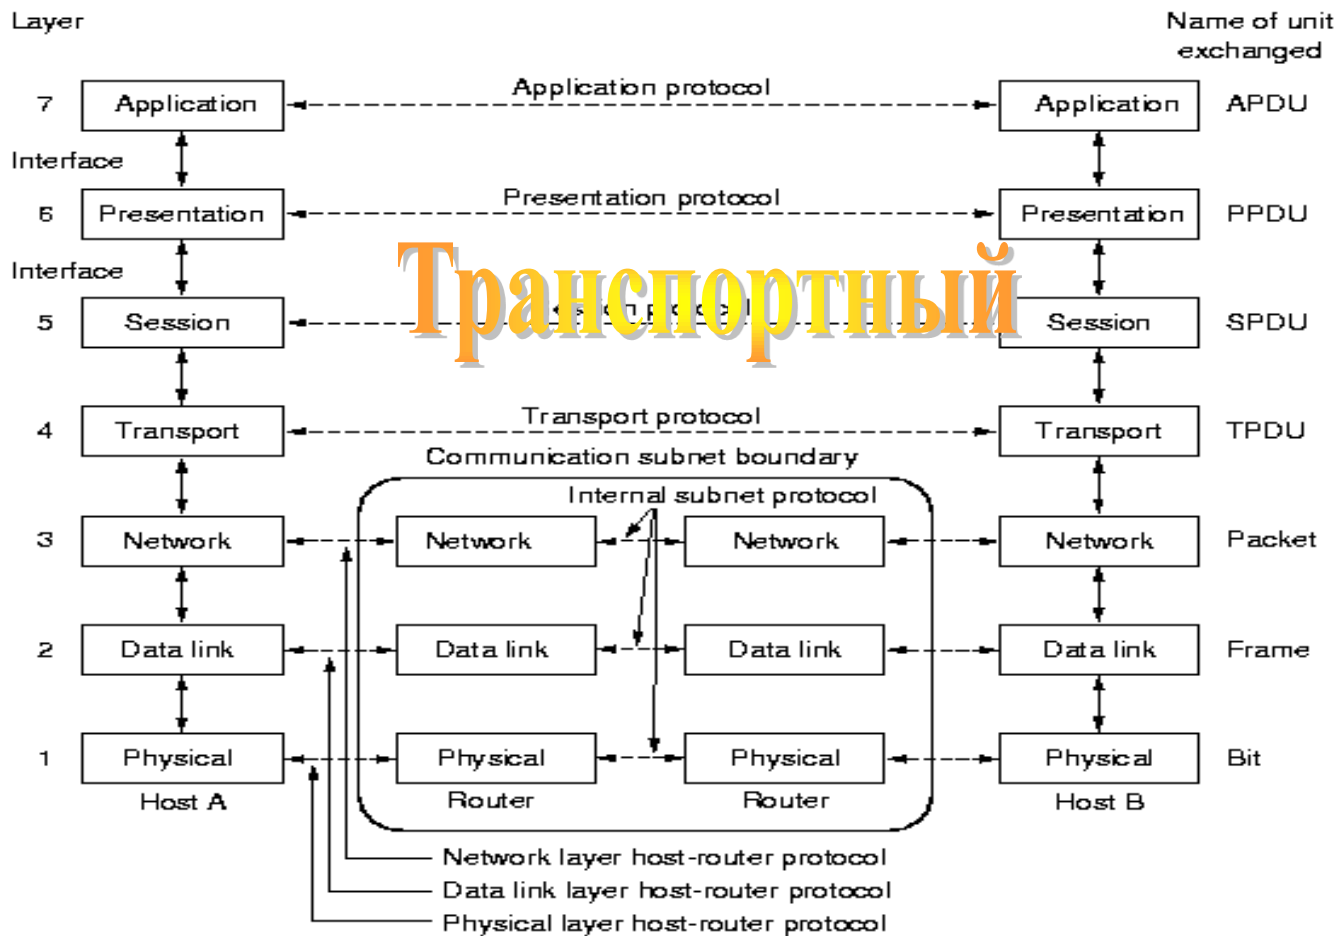 Layer
Name of unit
exchanged
7 Application Application protocol Application APDU
Interface
6 Presentation Presentation protocol Presentation PPDU
Транспортный
Interface
5 Session protocol Session SPDU
4 Transport Transport protocol Transport TPDU
Communication subnet boundary
Internal subnet protocol
3 Network Network Network Network Packet
2 Data link Data link Data link Data link Frame
1 Physical Physical Physical Physical Bit
Host A Router Router Host B
Network layer host-router protocol
Data link layer host-router protocol
Physical layer host-router protocol